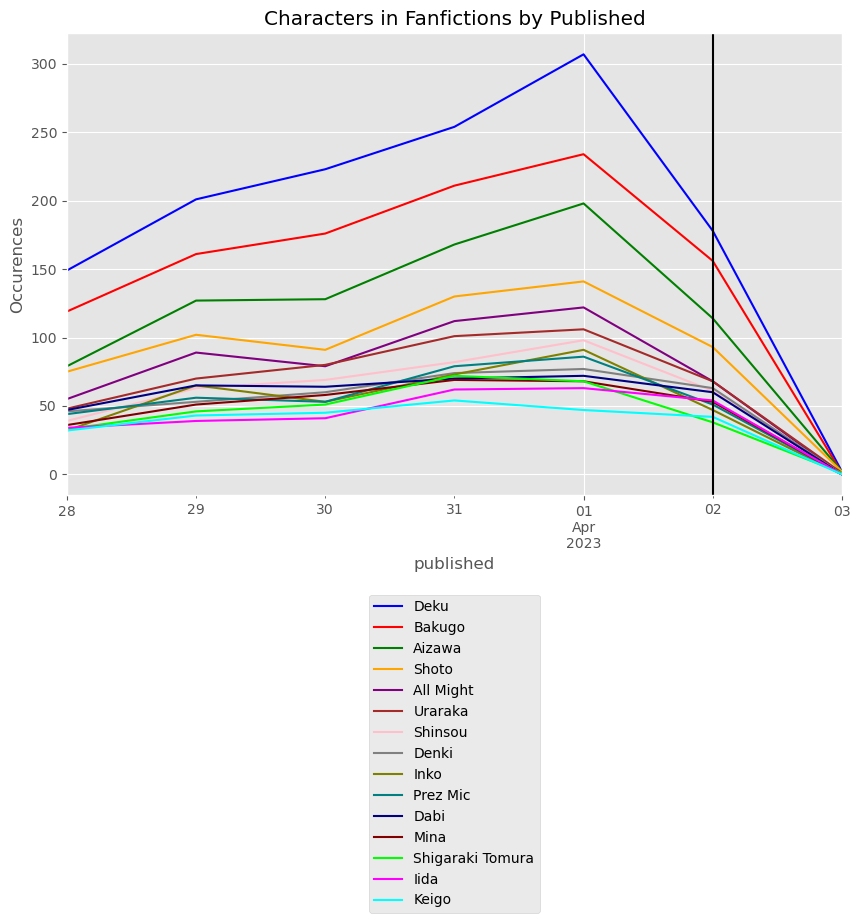 Characters in Fanfictions by Published
Occurences
300
250
200
150
100
50
0
28
29
30
31
01
02
03
Apr
2023
published
Deku
Bakugo
Aizawa
Shoto
All Might
Uraraka
Shinsou
Denki
Inko
Prez Mic
Dabi
Mina
Shigaraki Tomura
Iida
Keigo